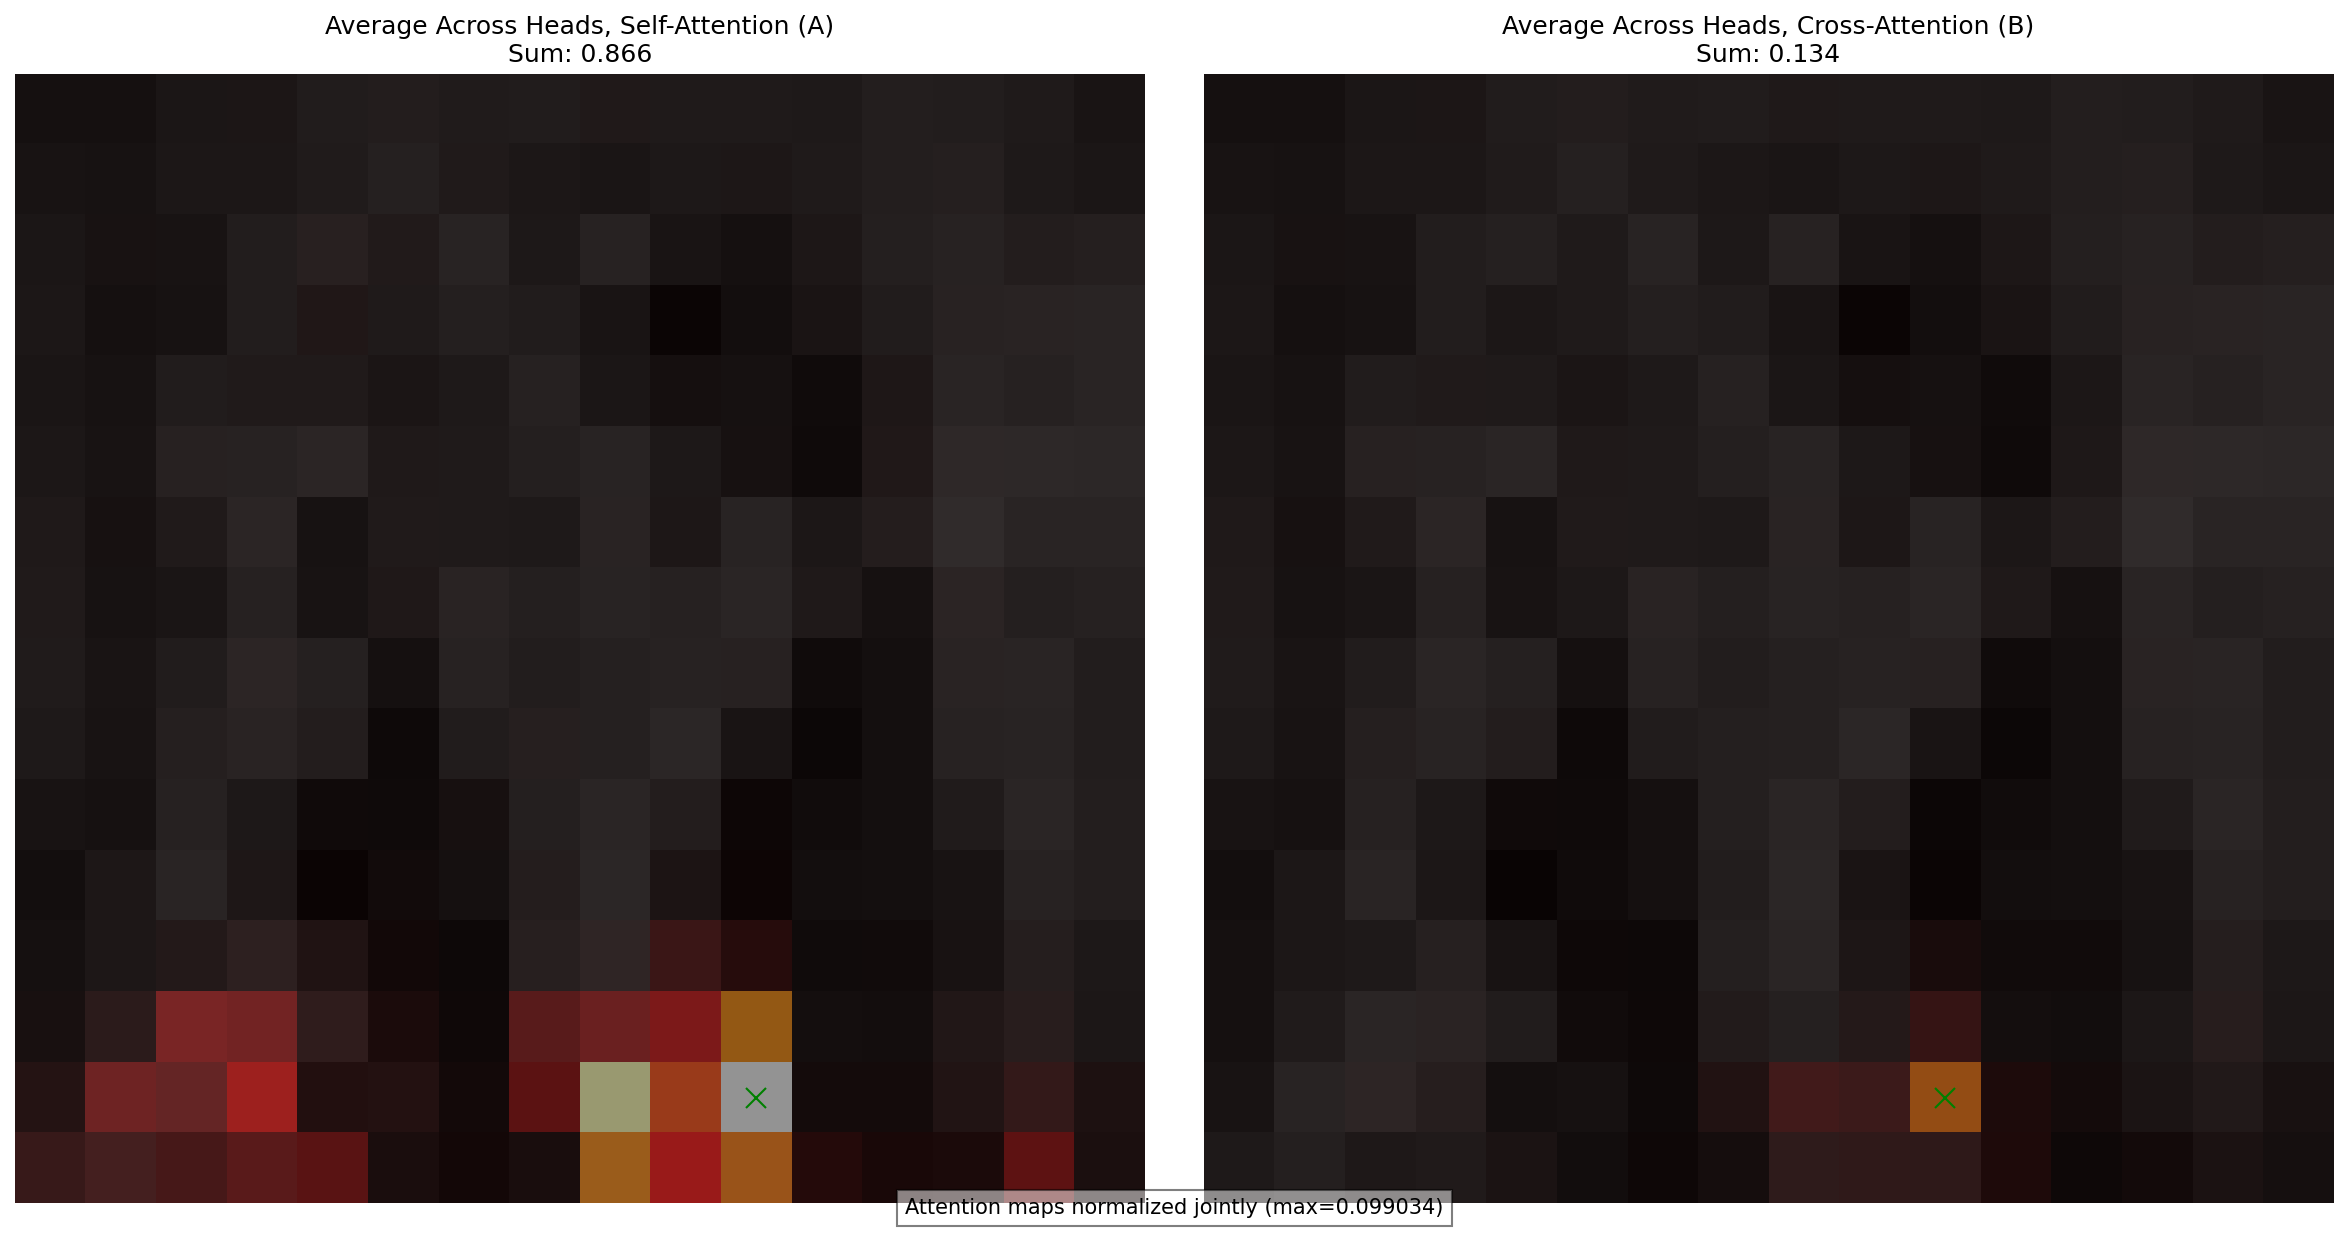 Average Across Heads, Self-Attention (A)
Sum: 0.866
Average Across Heads, Cross-Attention (B)
Sum: 0.134
Attention maps normalized jointly (max=0.099034)